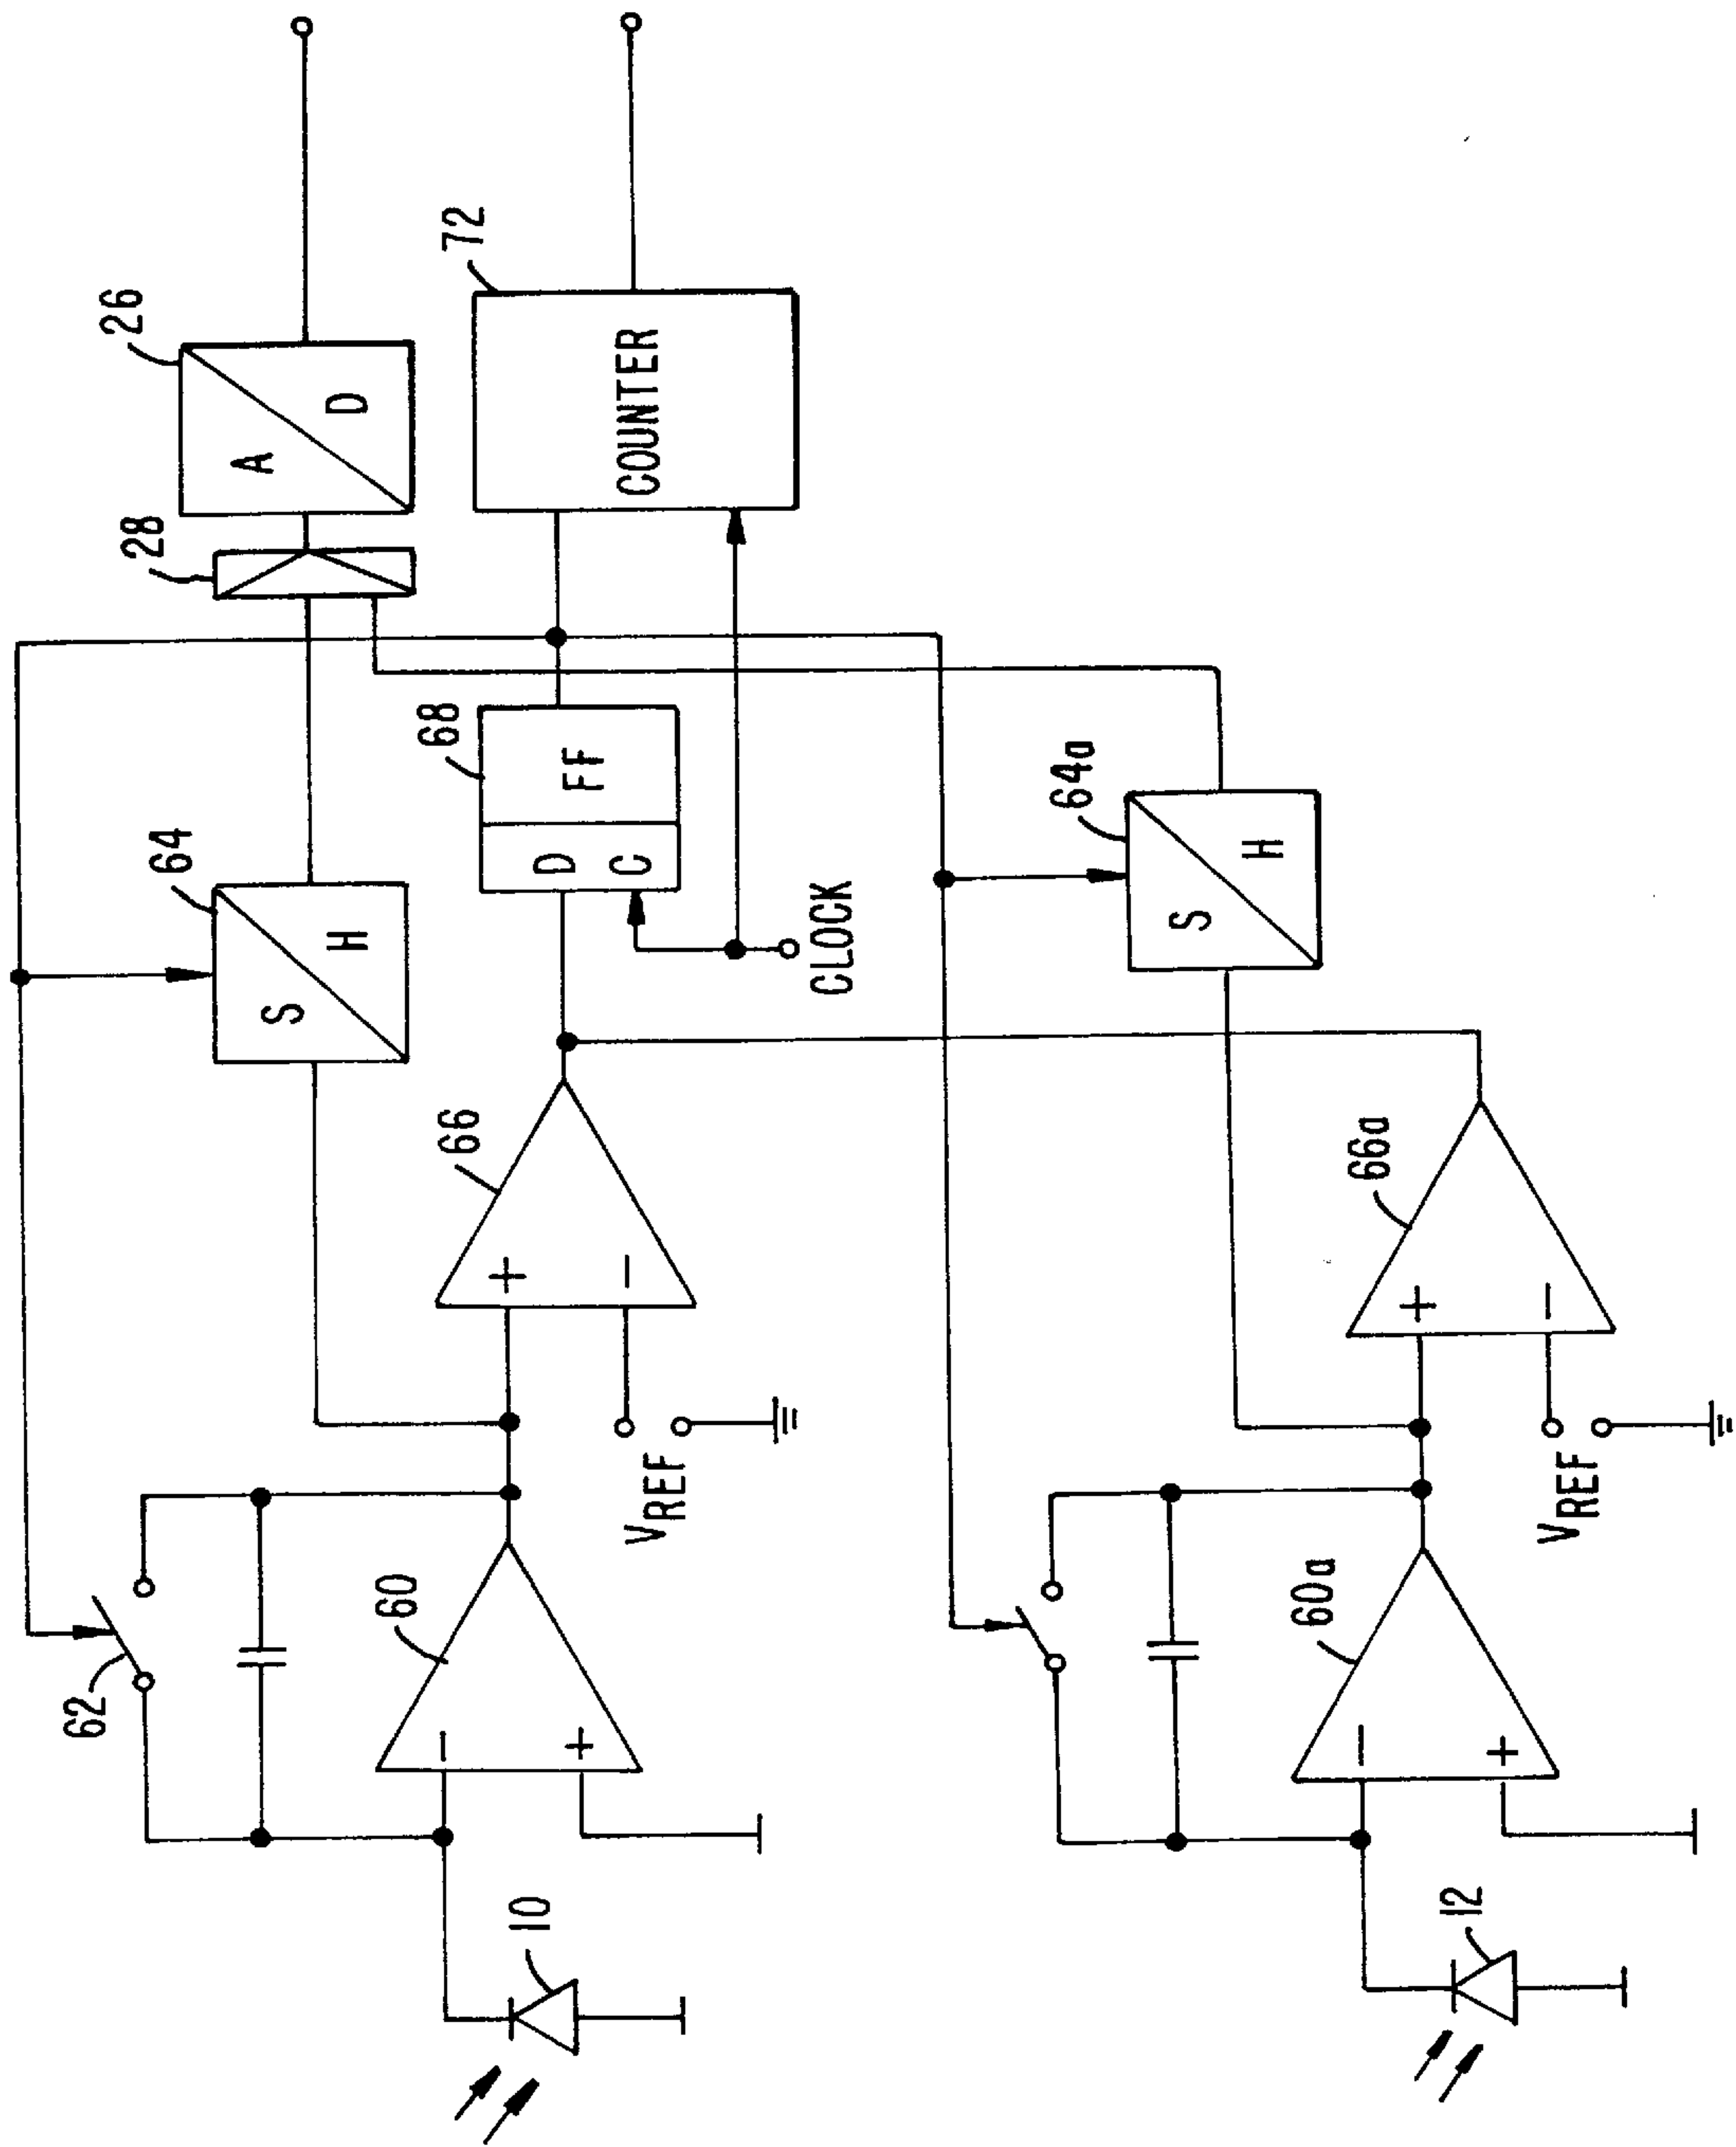 26
A
D
28
72
COUNTER
64
S
H
68
D
C
FF
CLOCK
62
60
−
+
66
+
−
VREF
10
64a
S
H
60a
−
+
66a
+
−
VREF
12